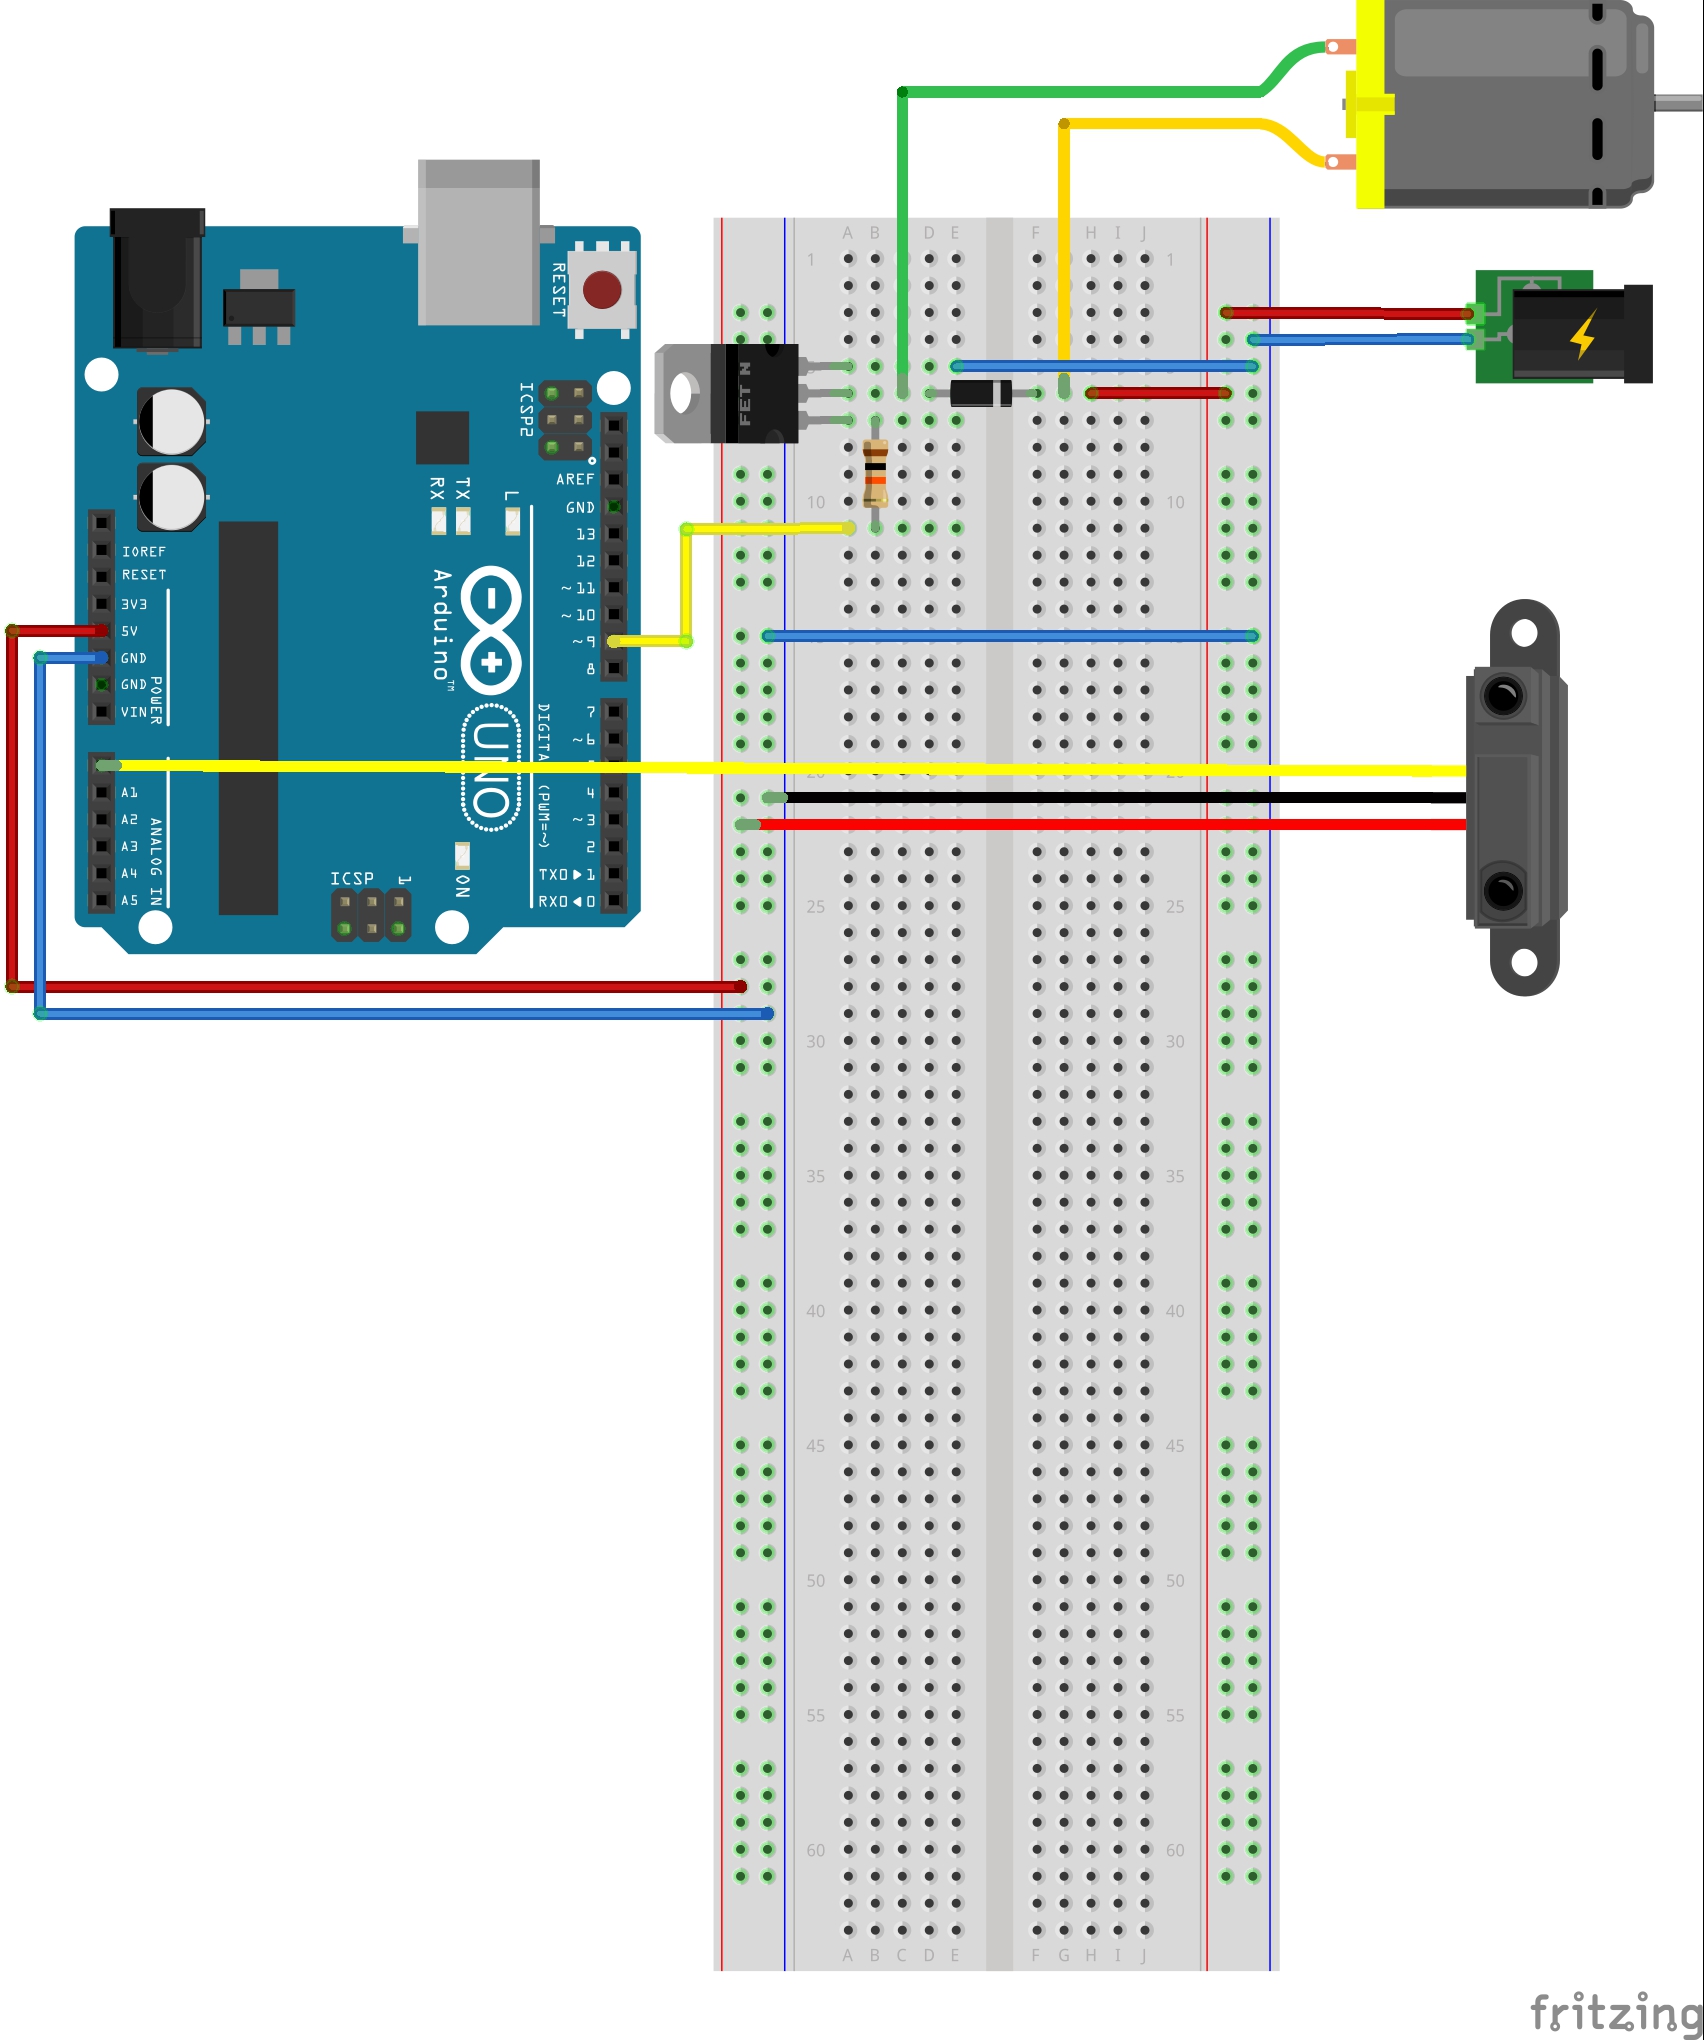 A B D E F H I J
1 1
RESET
FET N
ICSP2
AREF
GND
RX TX L
10 10
13
IOREF
12
RESET
~11
3V3
~10
5V
~9
GND
8
GND
VIN
POWER
Arduino™
7
~6
UNO
A1
4
A2
~3
A3
2
A4
TX0 ▶ 1
A5
RX0 ◀ 0
ANALOG IN
(PWM=~)
ICSP 1
ON
25 25
30 30
35 35
40 40
45 45
50 50
55 55
60 60
A B C D E F G H I J
fritzing